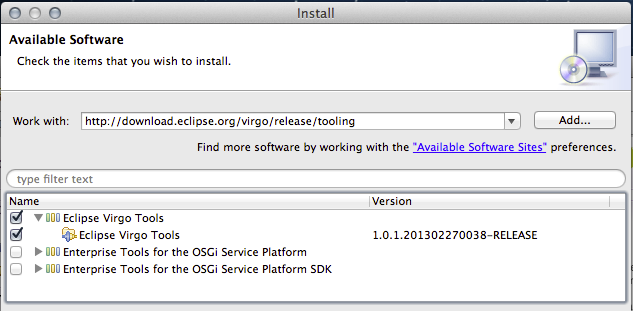 Install
Available Software
Check the items that you wish to install.
Work with: http://download.eclipse.org/virgo/release/tooling Add...
Find more software by working with the "Available Software Sites" preferences.
type filter text
Name Version
Eclipse Virgo Tools
Eclipse Virgo Tools 1.0.1.201302270038-RELEASE
Enterprise Tools for the OSGi Service Platform
Enterprise Tools for the OSGi Service Platform SDK